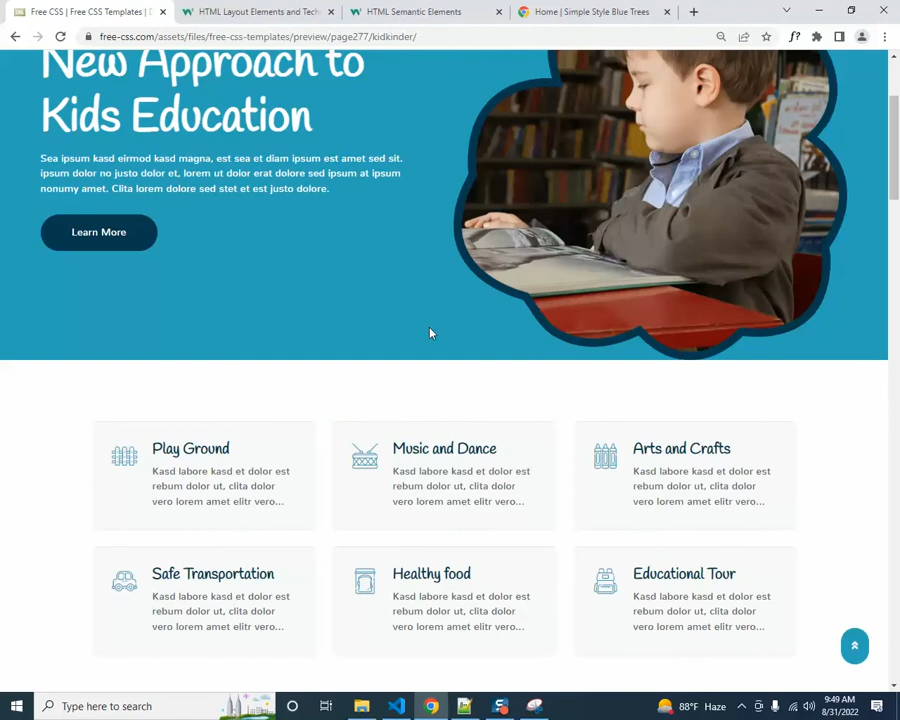 Free CSS | Free CSS Templates | D
HTML Layout Elements and Tech
HTML Semantic Elements
Home | Simple Style Blue Trees
free-css.com/assets/files/free-css-templates/preview/page277/kidkinder/
New Approach to
Kids Education
Sea ipsum kasd eirmod kasd magna, est sea et diam ipsum est amet sed sit.
ipsum dolor no justo dolor et, lorem ut dolor erat dolore sed ipsum at ipsum
nonumy amet. Clita lorem dolore sed stet et est justo dolore.
Learn More
Play Ground
Kasd labore kasd et dolor est
rebum dolor ut, clita dolor
vero lorem amet elitr vero...
Music and Dance
Kasd labore kasd et dolor est
rebum dolor ut, clita dolor
vero lorem amet elitr vero...
Arts and Crafts
Kasd labore kasd et dolor est
rebum dolor ut, clita dolor
vero lorem amet elitr vero...
Safe Transportation
Kasd labore kasd et dolor est
rebum dolor ut, clita dolor
vero lorem amet elitr vero...
Healthy food
Kasd labore kasd et dolor est
rebum dolor ut, clita dolor
vero lorem amet elitr vero...
Educational Tour
Kasd labore kasd et dolor est
rebum dolor ut, clita dolor
vero lorem amet elitr vero...
Type here to search
88°F Haze
9:49 AM
8/31/2022